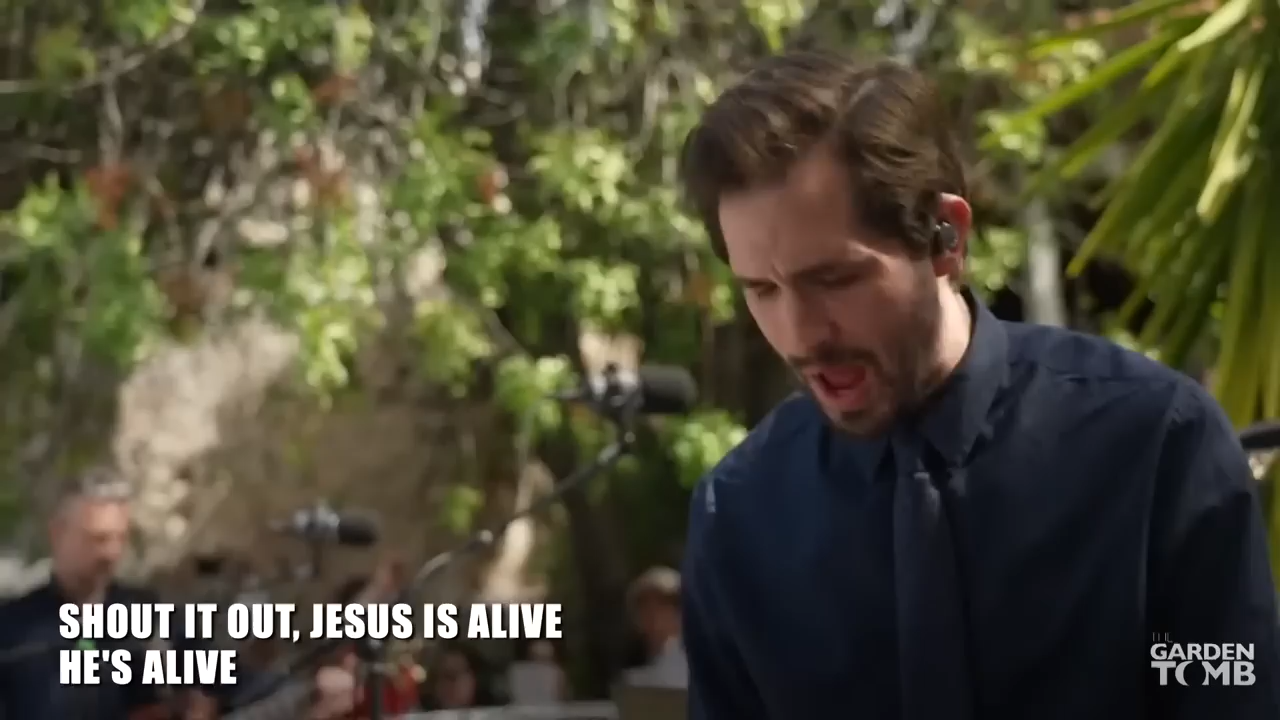 SHOUT IT OUT, JESUS IS ALIVE
HE'S ALIVE
THE
GARDEN
TOMB